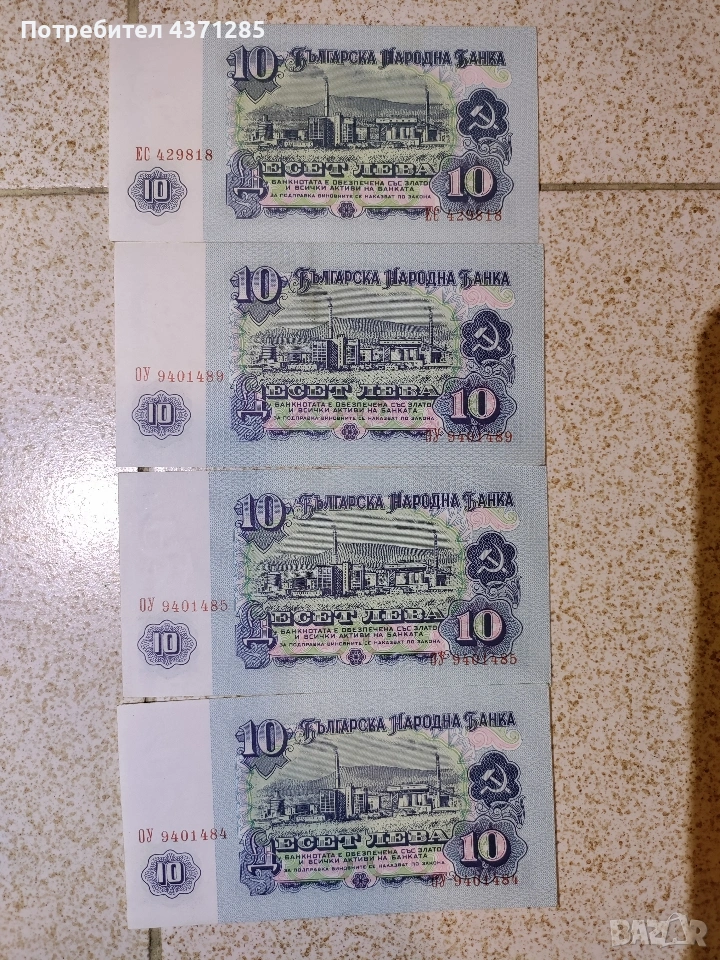 Потребител 4371285
10 БЪЛГАРСКА НАРОДНА БАНКА
ЕС 429818
ДЕСЕТ ЛЕВА
10 БАНКНОТАТА Е ОБЕЗПЕЧЕНА СЪС ЗЛАТО 10
И ВСИЧКИ АКТИВИ НА БАНКАТА
ЗА ПОДПРАВКА ВИНОВНИТЕ СЕ НАКАЗВАТ ПО ЗАКОНА
ЕС 429818
10 БЪЛГАРСКА НАРОДНА БАНКА
ОУ 9401489
ДЕСЕТ ЛЕВА
10 БАНКНОТАТА Е ОБЕЗПЕЧЕНА СЪС ЗЛАТО 10
И ВСИЧКИ АКТИВИ НА БАНКАТА
ЗА ПОДПРАВКА ВИНОВНИТЕ СЕ НАКАЗВАТ ПО ЗАКОНА
ОУ 9401489
10 БЪЛГАРСКА НАРОДНА БАНКА
ОУ 9401485
ДЕСЕТ ЛЕВА
10 БАНКНОТАТА Е ОБЕЗПЕЧЕНА СЪС ЗЛАТО 10
И ВСИЧКИ АКТИВИ НА БАНКАТА
ЗА ПОДПРАВКА ВИНОВНИТЕ СЕ НАКАЗВАТ ПО ЗАКОНА
ОУ 9401485
10 БЪЛГАРСКА НАРОДНА БАНКА
ОУ 9401484
ДЕСЕТ ЛЕВА
10 БАНКНОТАТА Е ОБЕЗПЕЧЕНА СЪС ЗЛАТО 10
И ВСИЧКИ АКТИВИ НА БАНКАТА
ЗА ПОДПРАВКА ВИНОВНИТЕ СЕ НАКАЗВАТ ПО ЗАКОНА
ОУ 9401484
BAZAR